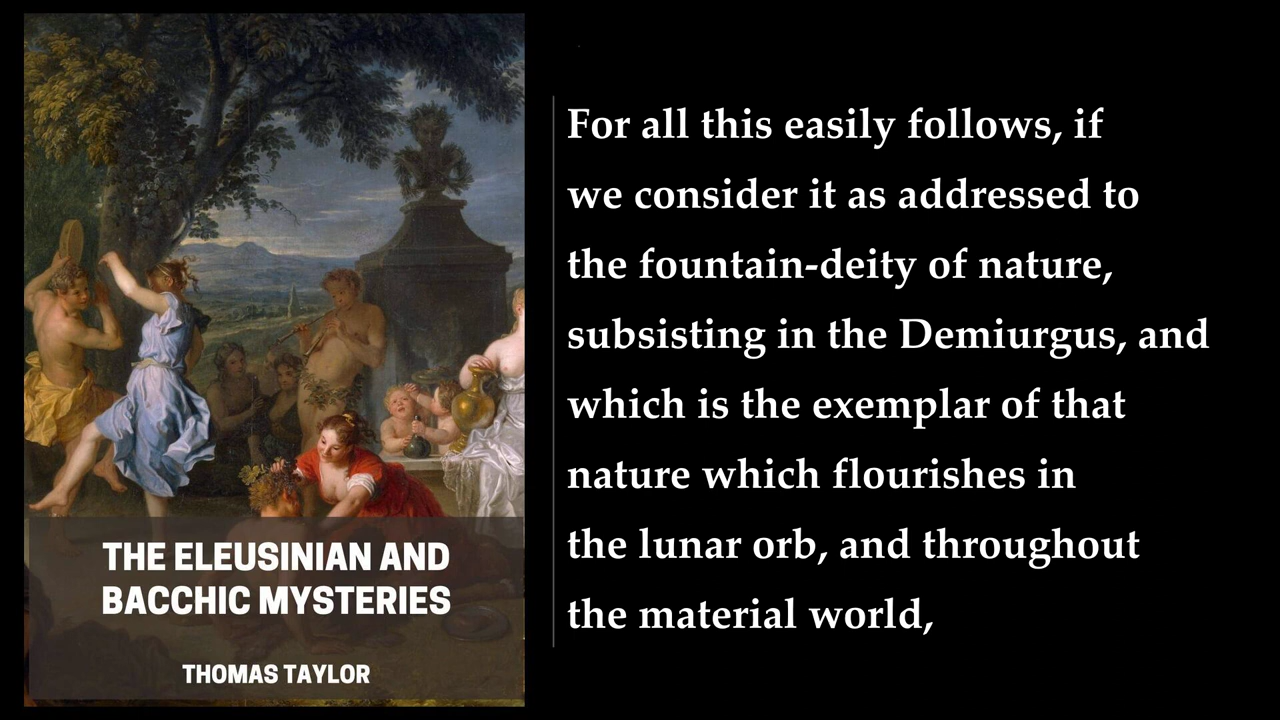 THE ELEUSINIAN AND
BACCHIC MYSTERIES
THOMAS TAYLOR
For all this easily follows, if
we consider it as addressed to
the fountain-deity of nature,
subsisting in the Demiurgus, and
which is the exemplar of that
nature which flourishes in
the lunar orb, and throughout
the material world,